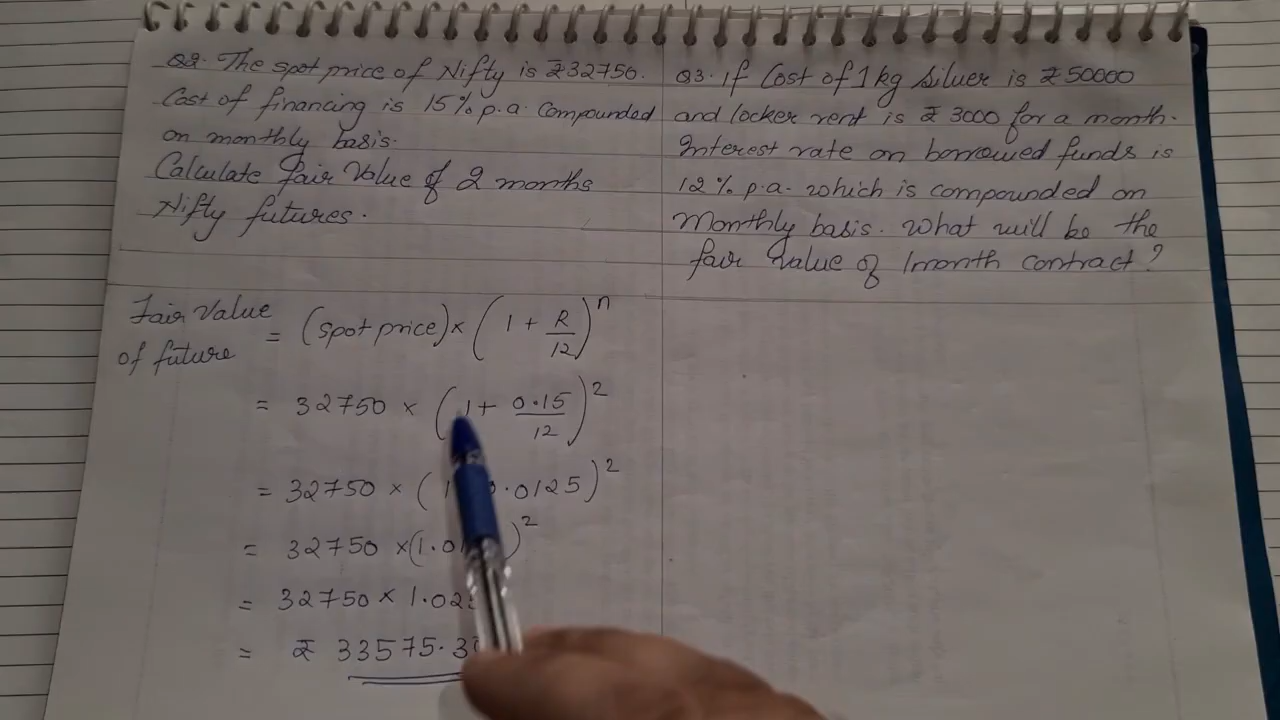 Q2. The spot price of Nifty is ₹32750.
Cost of financing is 15% p.a. compounded
on monthly basis.
Calculate fair Value of 2 months
Nifty futures.
Q3. If Cost of 1kg Silver is ₹50000
and locker rent is ₹3000 for a month.
Interest rate on borrowed funds is
12% p.a. which is compounded on
Monthly basis. What will be the
fair value of 1month contract?
Fair Value
of future
= (spot price) × (1 + R/12)^n
= 32750 × (1 + 0.15/12)^2
= 32750 × (1 .0125)^2
= 32750 × (1.0 )^2
= 32750 × 1.02
= ₹ 33575.3